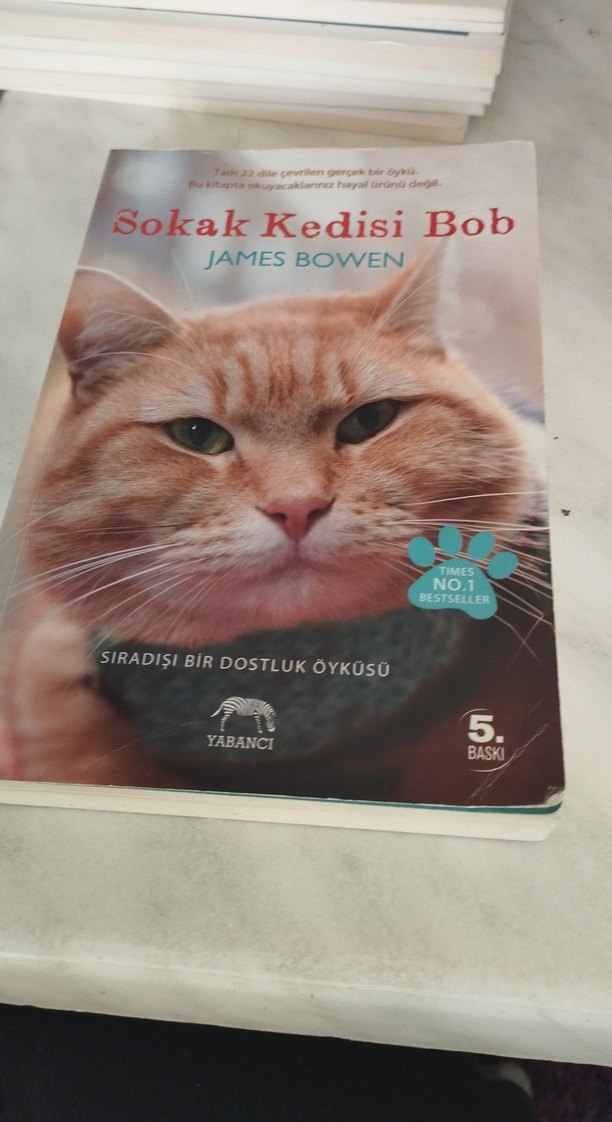 Tam 22 dile çevrilen gerçek bir öykü.
Bu kitapta okuyacaklarınız hayal ürünü değil.
Sokak Kedisi Bob
JAMES BOWEN
TIMES
NO.1
BESTSELLER
SIRADIŞI BİR DOSTLUK ÖYKÜSÜ
YABANCI
5.
BASKI